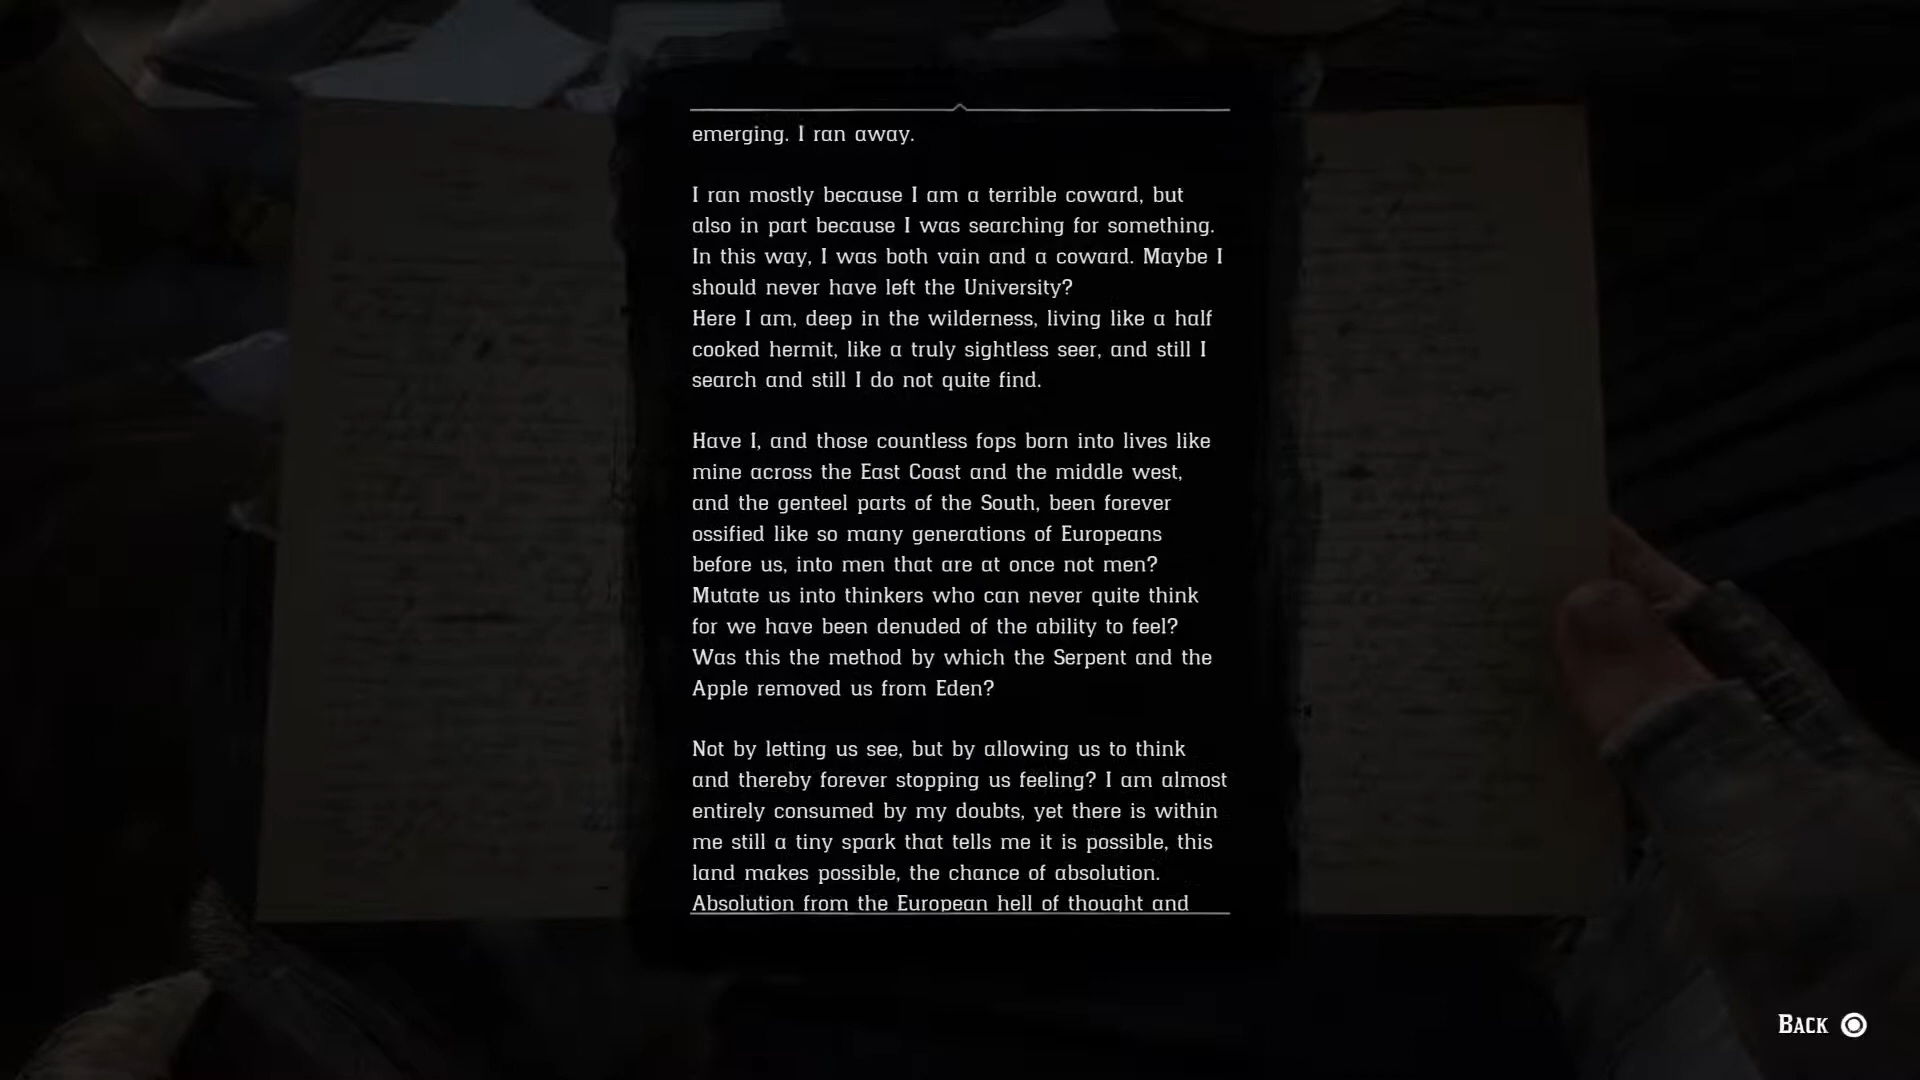 emerging. I ran away.
I ran mostly because I am a terrible coward, but
also in part because I was searching for something.
In this way, I was both vain and a coward. Maybe I
should never have left the University?
Here I am, deep in the wilderness, living like a half
cooked hermit, like a truly sightless seer, and still I
search and still I do not quite find.
Have I, and those countless fops born into lives like
mine across the East Coast and the middle west,
and the genteel parts of the South, been forever
ossified like so many generations of Europeans
before us, into men that are at once not men?
Mutate us into thinkers who can never quite think
for we have been denuded of the ability to feel?
Was this the method by which the Serpent and the
Apple removed us from Eden?
Not by letting us see, but by allowing us to think
and thereby forever stopping us feeling? I am almost
entirely consumed by my doubts, yet there is within
me still a tiny spark that tells me it is possible, this
land makes possible, the chance of absolution.
Absolution from the European hell of thought and
BACK